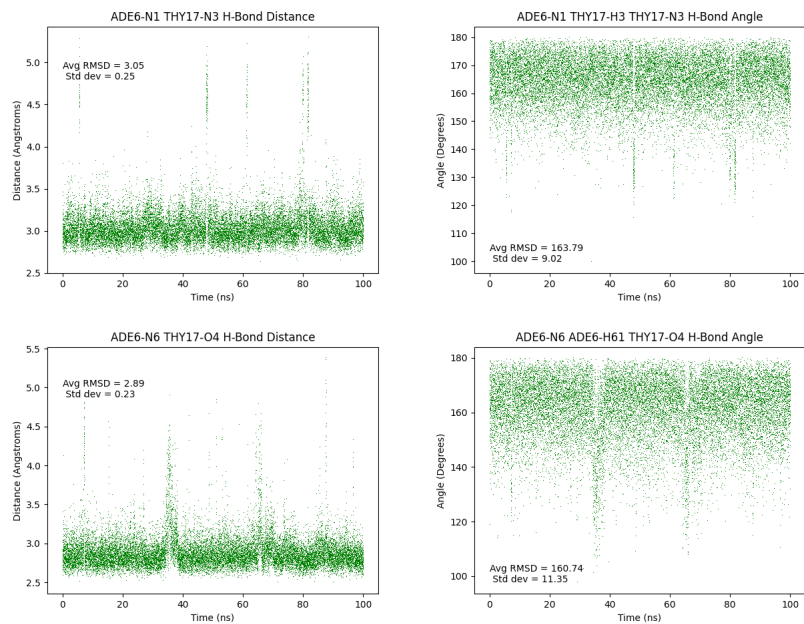 ADE6-N1 THY17-N3 H-Bond Distance
Avg RMSD = 3.05
Std dev = 0.25
Distance (Angstroms)
5.0
4.5
4.0
3.5
3.0
2.5
0 20 40 60 80 100
Time (ns)
ADE6-N1 THY17-H3 THY17-N3 H-Bond Angle
Angle (Degrees)
180
170
160
150
140
130
120
110
100
Avg RMSD = 163.79
Std dev = 9.02
0 20 40 60 80 100
Time (ns)
ADE6-N6 THY17-O4 H-Bond Distance
Avg RMSD = 2.89
Std dev = 0.23
Distance (Angstroms)
5.5
5.0
4.5
4.0
3.5
3.0
2.5
0 20 40 60 80 100
Time (ns)
ADE6-N6 ADE6-H61 THY17-O4 H-Bond Angle
Angle (Degrees)
180
160
140
120
100
Avg RMSD = 160.74
Std dev = 11.35
0 20 40 60 80 100
Time (ns)